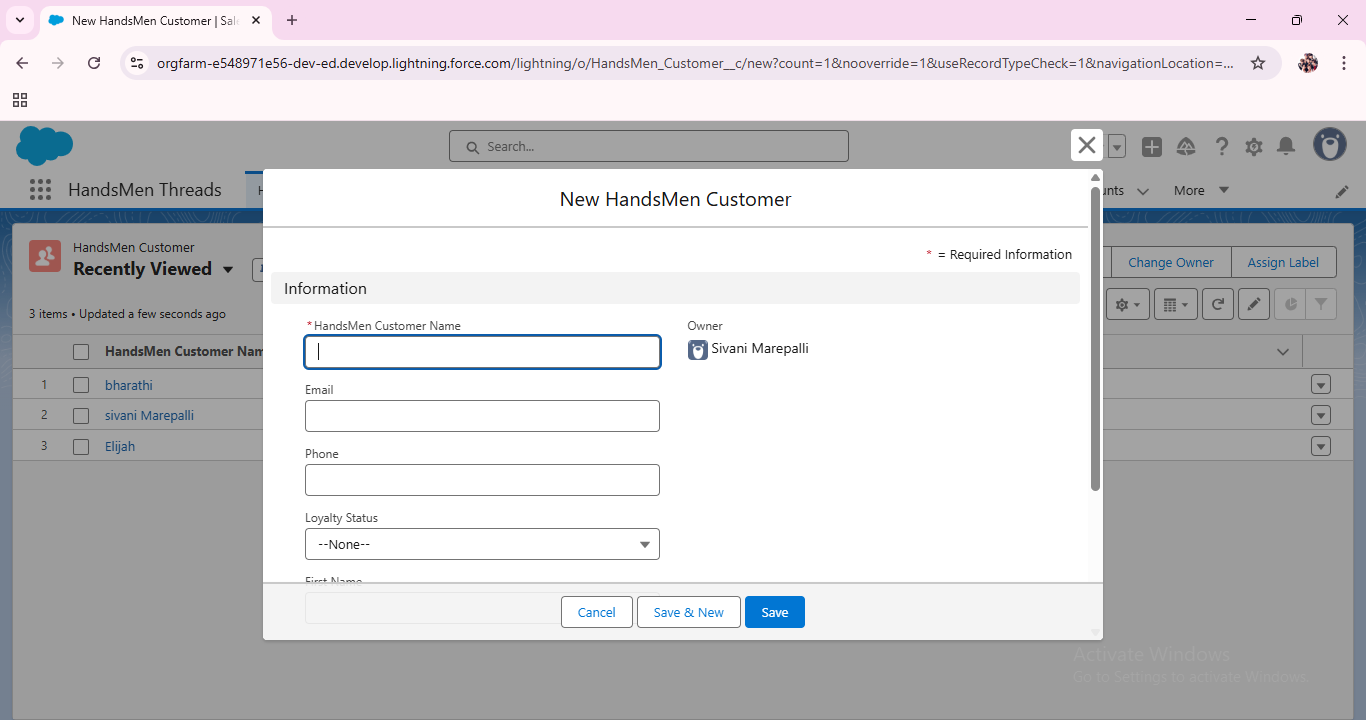 New HandsMen Customer | Sal
orgfarm-e548971e56-dev-ed.develop.lightning.force.com/lightning/o/HandsMen_Customer__c/new?count=1&nooverride=1&useRecordTypeCheck=1&navigationLocation=...
Search...
HandsMen Threads
unts
More
New HandsMen Customer
HandsMen Customer
Recently Viewed
* = Required Information
Change Owner
Assign Label
Information
3 items • Updated a few seconds ago
*HandsMen Customer Name
Owner
Sivani Marepalli
HandsMen Customer Nam
1 bharathi
2 sivani Marepalli
3 Elijah
Email
Phone
Loyalty Status
--None--
First Name
Cancel
Save & New
Save
Activate Windows
Go to Settings to activate Windows.